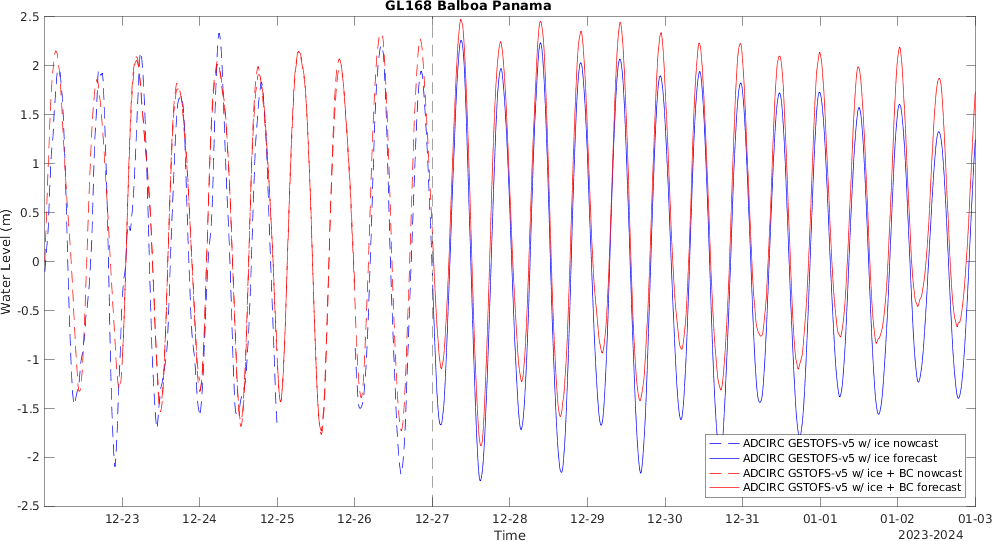 GL168 Balboa Panama
Water Level (m)
2.5
2
1.5
1
0.5
0
-0.5
-1
-1.5
-2
-2.5
ADCIRC GESTOFS-v5 w/ ice nowcast
ADCIRC GESTOFS-v5 w/ ice forecast
ADCIRC GSTOFS-v5 w/ ice + BC nowcast
ADCIRC GSTOFS-v5 w/ ice + BC forecast
12-23 12-24 12-25 12-26 12-27 12-28 12-29 12-30 12-31 01-01 01-02 01-03
Time
2023-2024